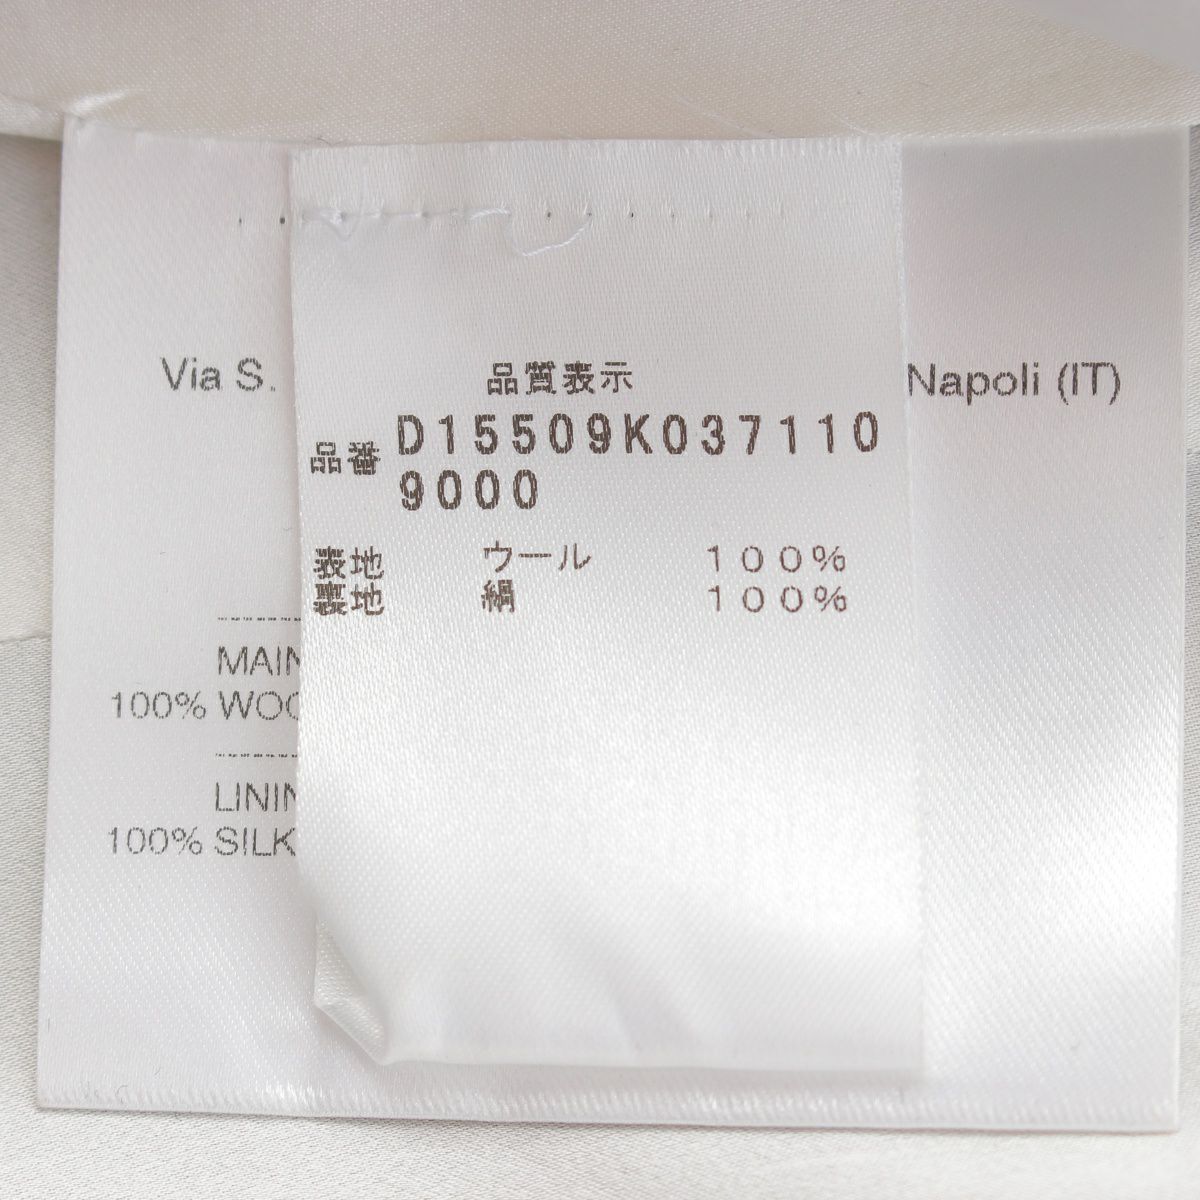 Via S.
Napoli (IT)
品質表示
品番 D15509K037110
9000
表地 ウール 100%
裏地 絹 100%
MAIN
100% WOO
LININ
100% SILK